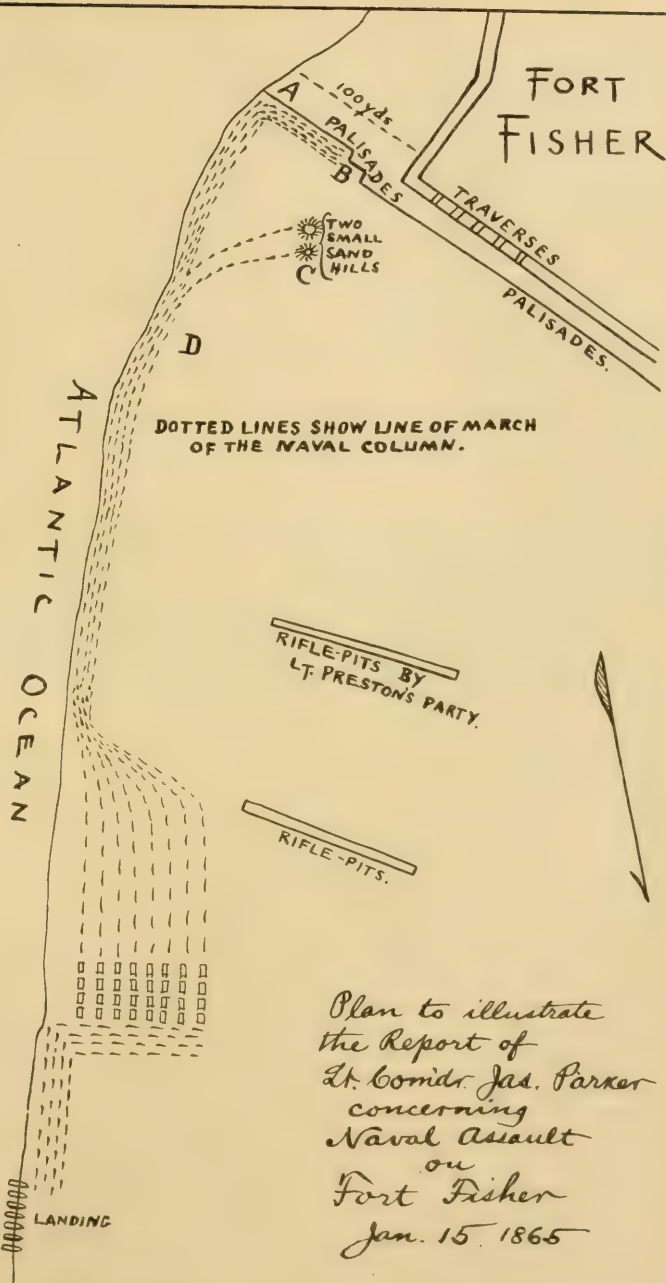 FORT
FISHER
A
100 yds
PALISADES
B
TRAVERSES
PALISADES.
TWO
SMALL
SAND
HILLS
C
D
DOTTED LINES SHOW LINE OF MARCH
OF THE NAVAL COLUMN.
ATLANTIC OCEAN
RIFLE-PITS BY
LT. PRESTON'S PARTY.
RIFLE-PITS.
Plan to illustrate
the Report of
Lt. Comdr. Jas. Parker
concerning
Naval Assault
on
Fort Fisher
Jan. 15. 1865
LANDING